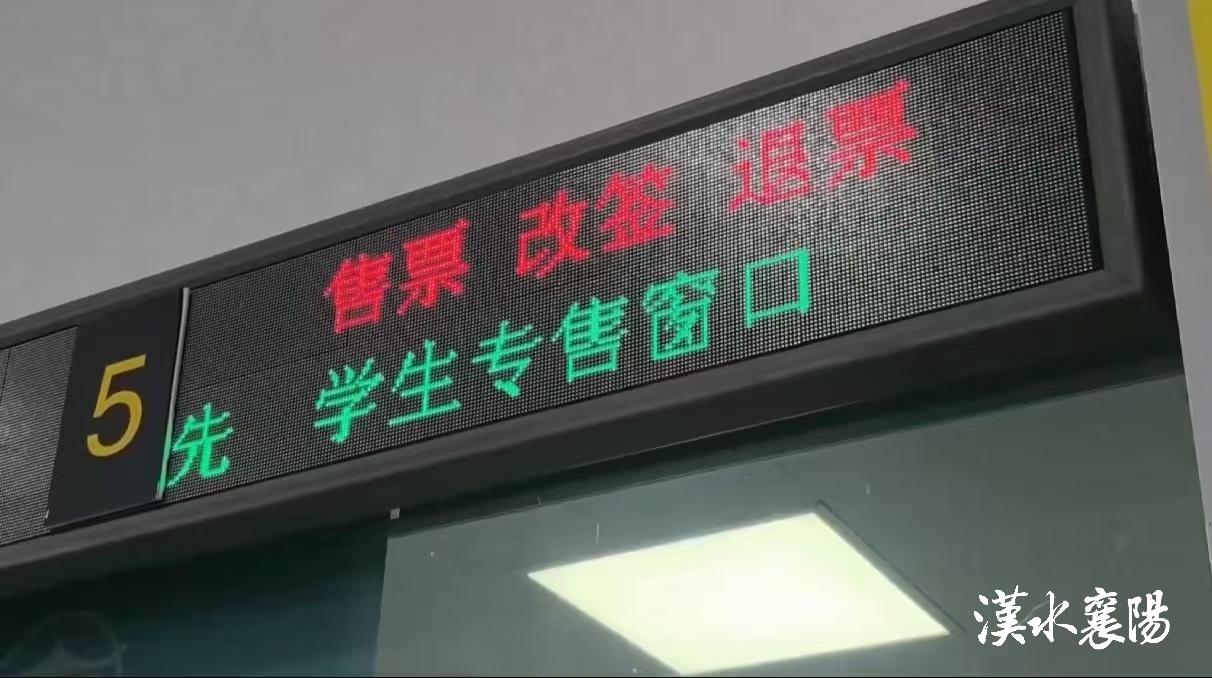 售票 改签 退票
5
先 学生专售窗口
漢水襄陽